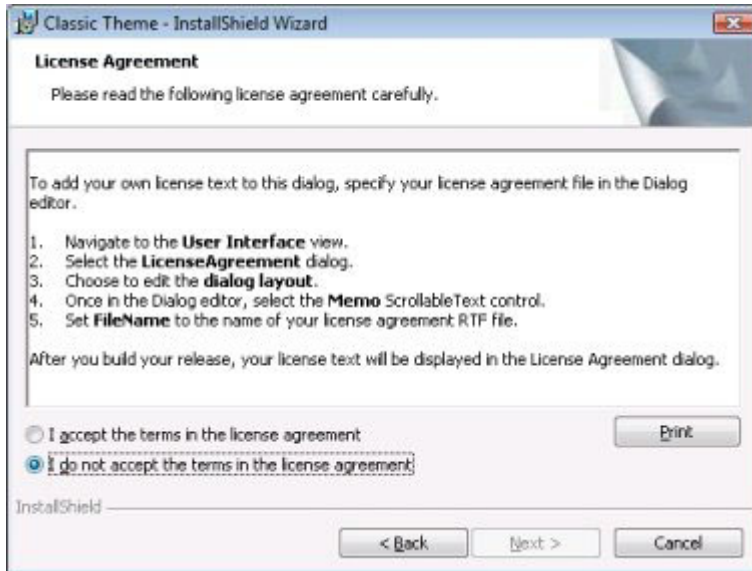 Classic Theme - InstallShield Wizard
License Agreement
Please read the following license agreement carefully.
To add your own license text to this dialog, specify your license agreement file in the Dialog
editor.
1. Navigate to the User Interface view.
2. Select the LicenseAgreement dialog.
3. Choose to edit the dialog layout.
4. Once in the Dialog editor, select the Memo ScrollableText control.
5. Set FileName to the name of your license agreement RTF file.
After you build your release, your license text will be displayed in the License Agreement dialog.
I accept the terms in the license agreement
Print
I do not accept the terms in the license agreement
InstallShield
< Back
Next >
Cancel